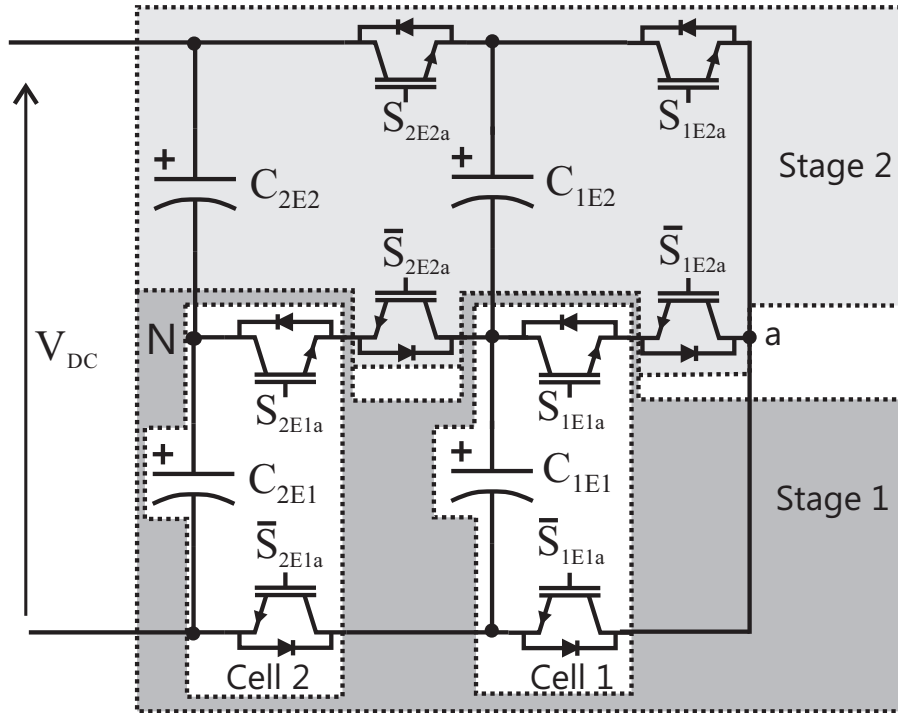 S2E2a
S1E2a
+
C2E2
+
C1E2
Stage 2
S̄2E2a
S̄1E2a
VDC
N
a
S2E1a
S1E1a
+
C2E1
+
C1E1
Stage 1
S̄2E1a
S̄1E1a
Cell 2
Cell 1